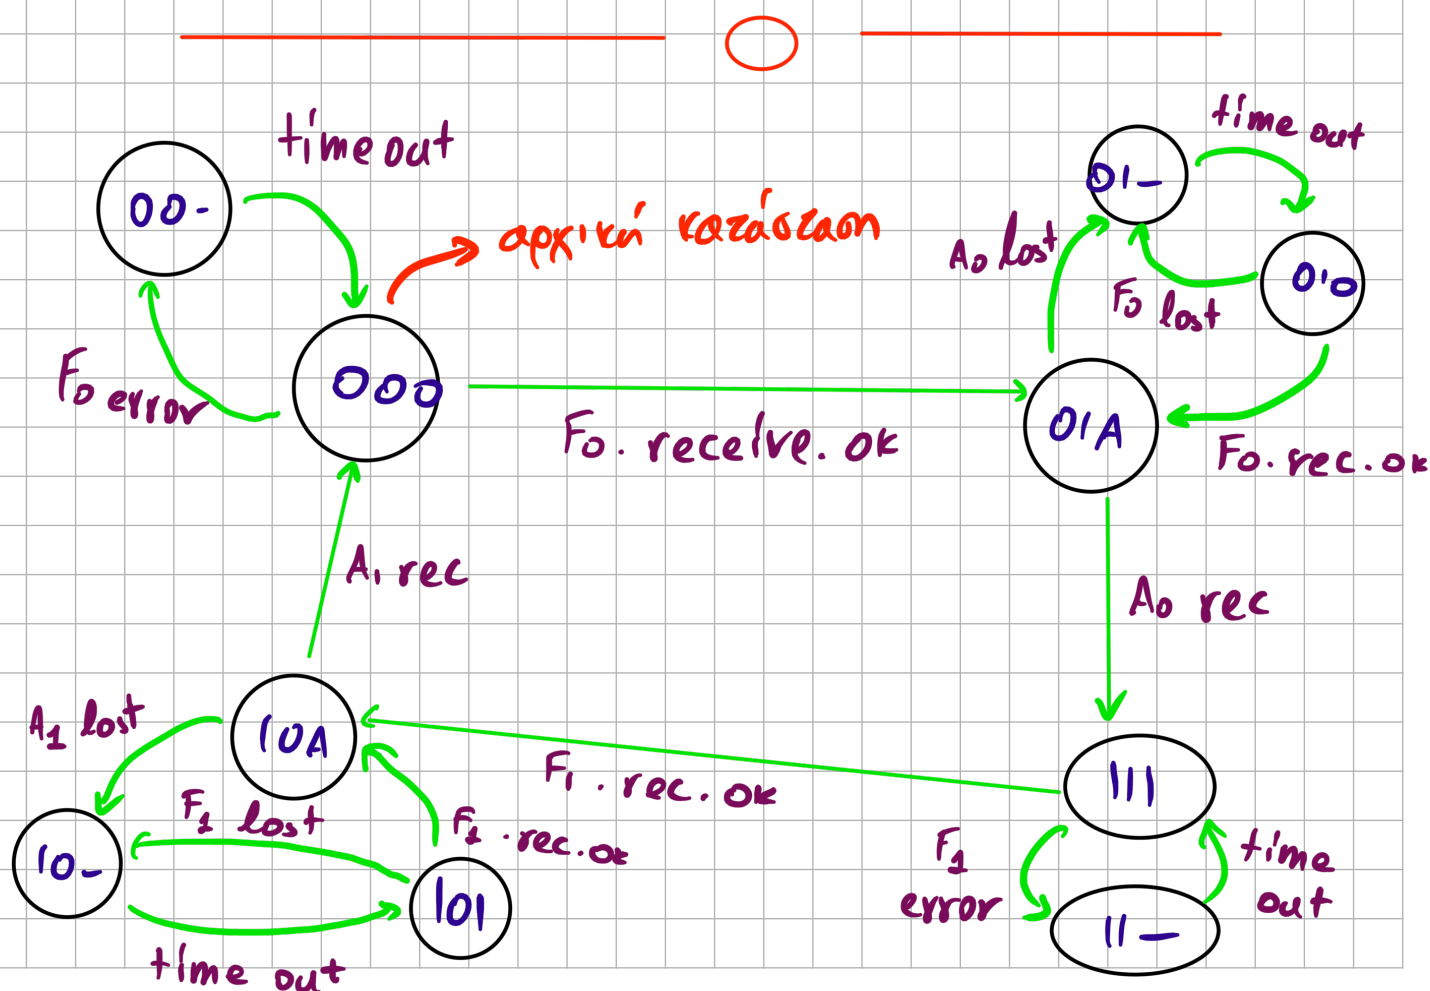 time out
00-
αρχική κατάσταση
F0 error
000
F0. receive. ok
A0 lost
01-
time out
F0 lost
010
01A
F0. rec. ok
A1 rec
A0 rec
A1 lost
10A
F1 . rec. ok
111
F1 lost
F1 . rec. ok
10-
101
time out
F1 error
time out
11-